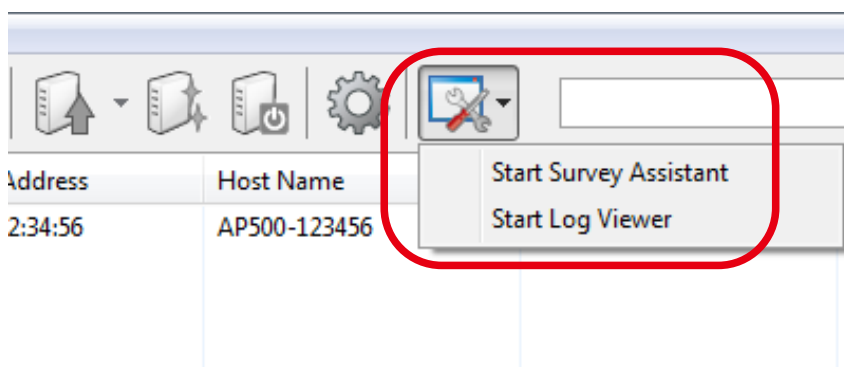 Address Host Name
Start Survey Assistant
2:34:56 AP500-123456
Start Log Viewer